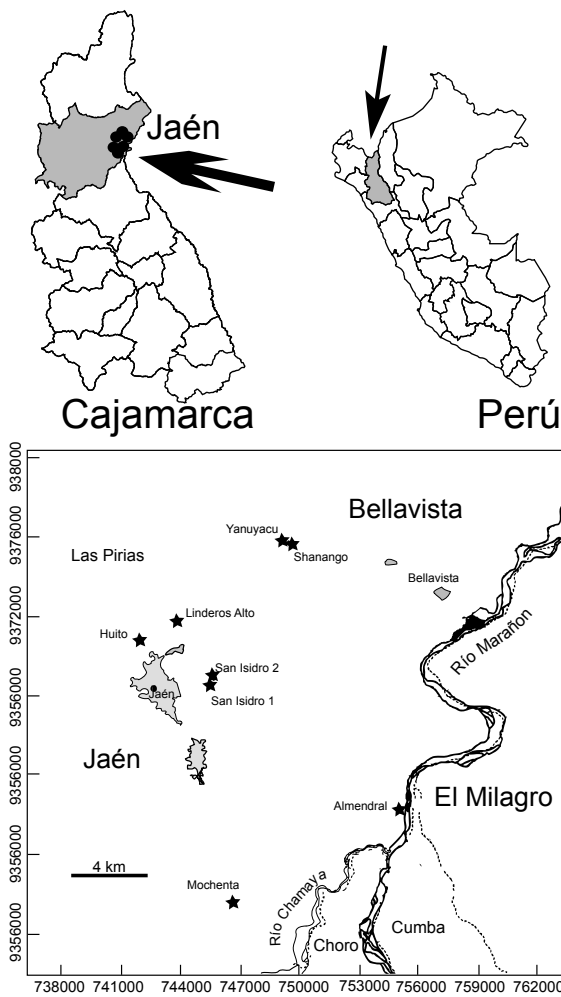 Jaén
Cajamarca
Perú
938000
9376000
9372000
9356000
9356000
9356000
9356000
Bellavista
Yanuyacu
Shanango
Las Pirias
Bellavista
Linderos Alto
Huito
Río Marañon
San Isidro 2
Jaén
San Isidro 1
Jaén
El Milagro
Almendral
4 km
Mochenta
Río Chamaya
Cumba
Choro
738000 741000 744000 747000 750000 753000 756000 759000 762000